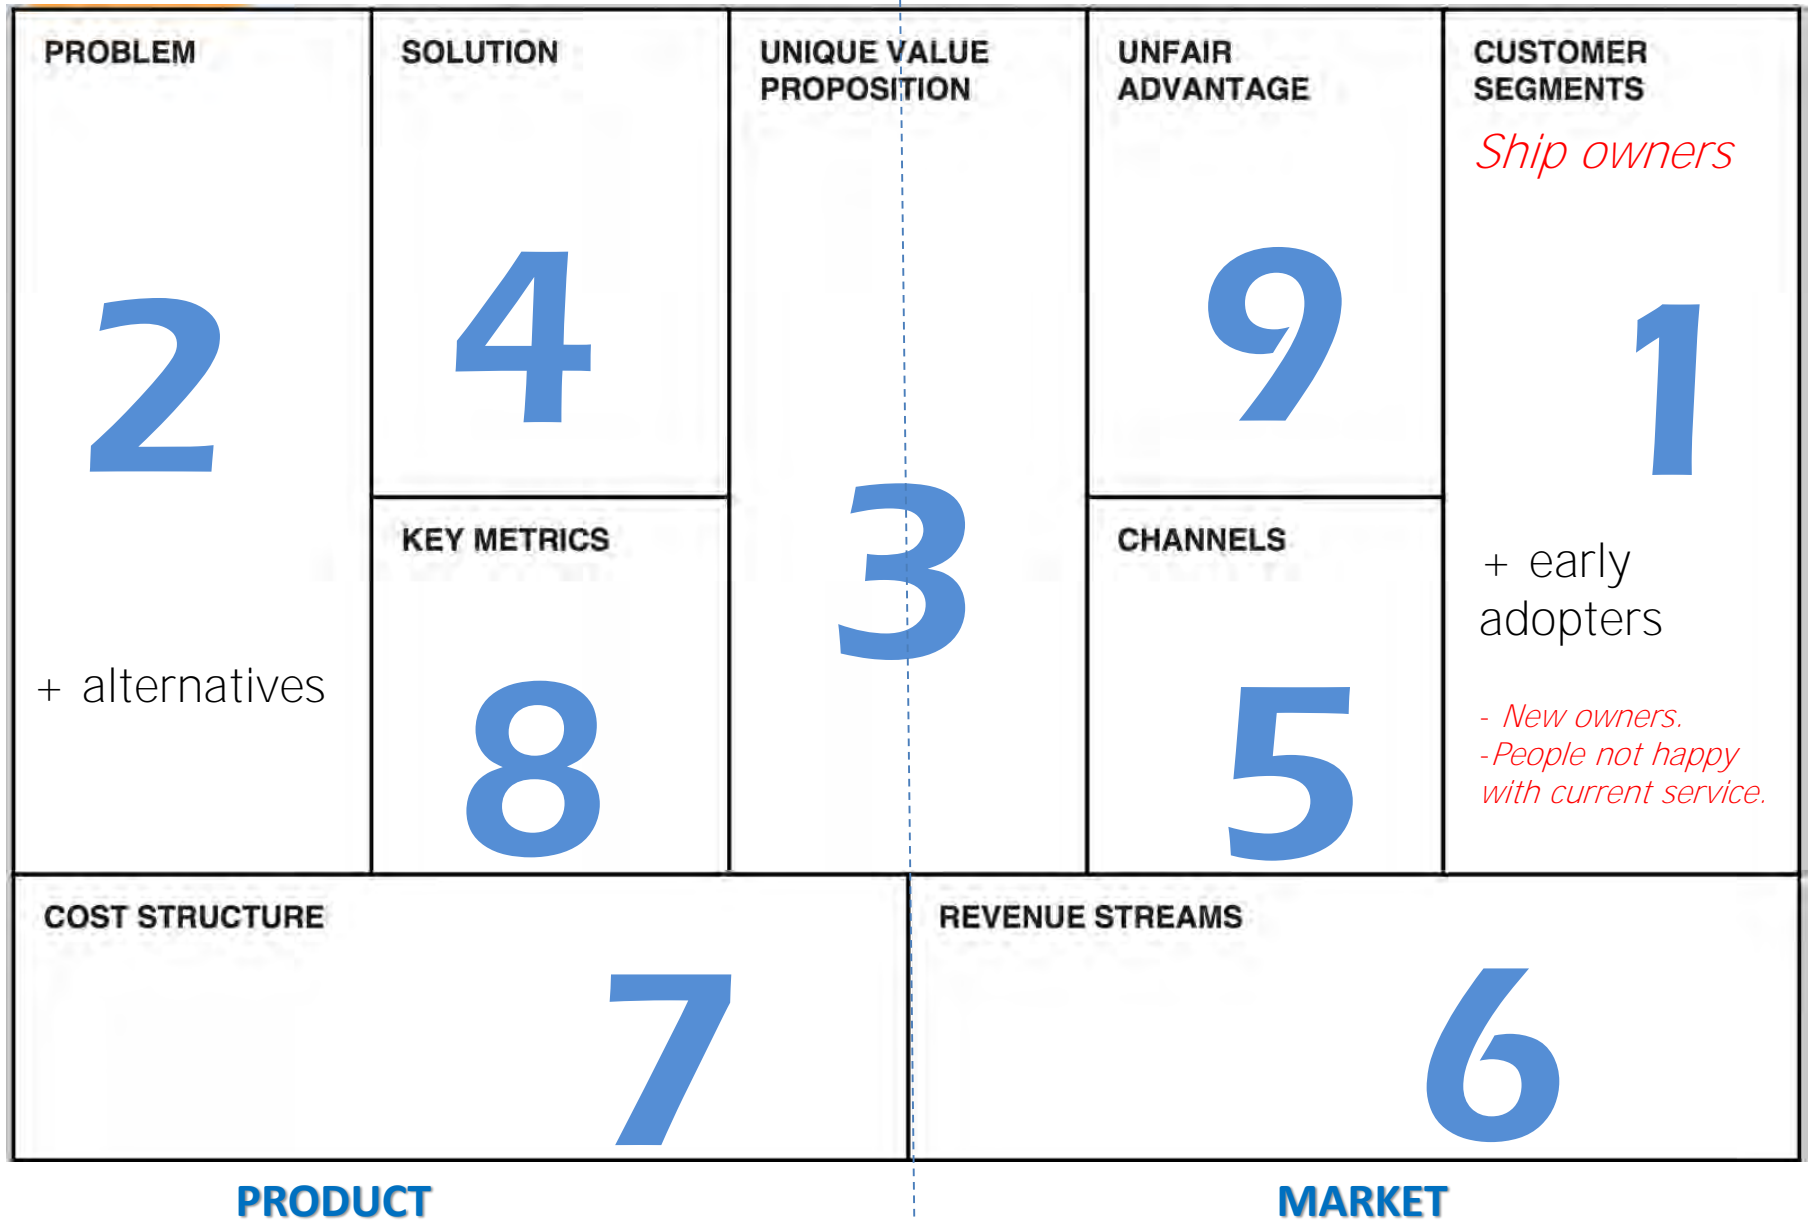 PROBLEM
2
+ alternatives
SOLUTION
4
KEY METRICS
8
UNIQUE VALUE
PROPOSITION
3
UNFAIR
ADVANTAGE
9
CHANNELS
5
CUSTOMER
SEGMENTS
Ship owners
1
+ early
adopters
- New owners.
-People not happy
with current service.
COST STRUCTURE
7
REVENUE STREAMS
6
PRODUCT
MARKET